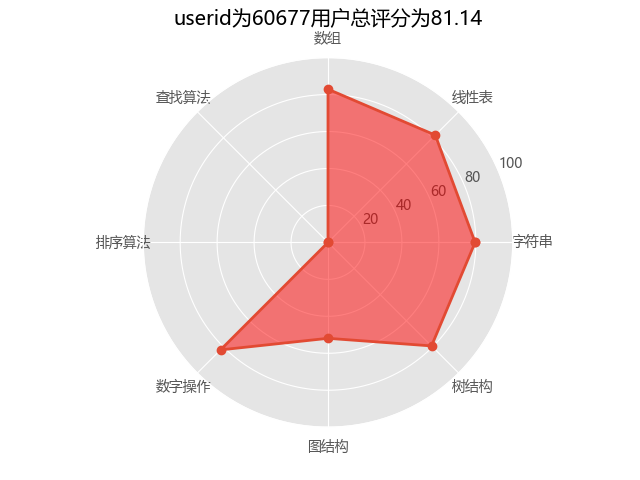 userid为60677用户总评分为81.14
数组
查找算法
线性表
100
80
60
40
20
排序算法
字符串
数字操作
树结构
图结构